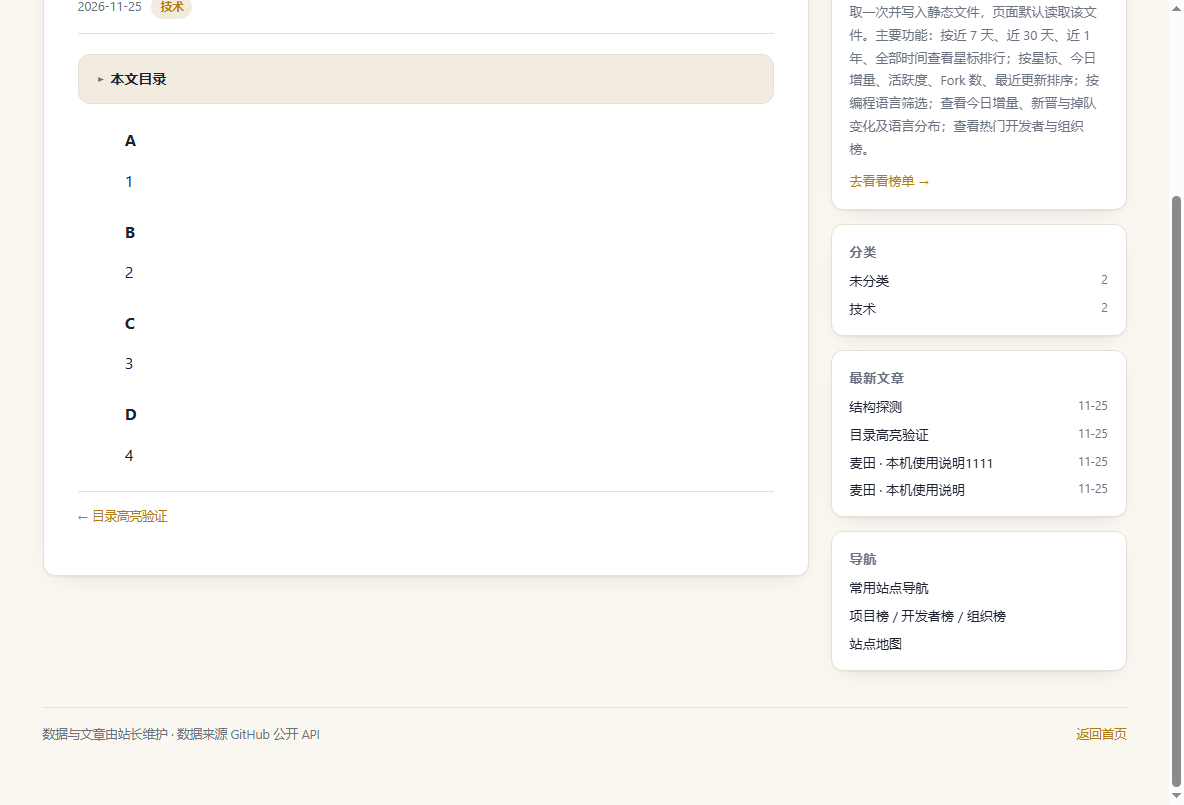 2026-11-25 技术
▸ 本文目录
A
1
B
2
C
3
D
4
← 目录高亮验证
取一次并写入静态文件，页面默认读取该文
件。主要功能：按近 7 天、近 30 天、近 1
年、全部时间查看星标排行；按星标、今日
增量、活跃度、Fork 数、最近更新排序；按
编程语言筛选；查看今日增量、新晋与掉队
变化及语言分布；查看热门开发者与组织
榜。
去看看榜单 →
分类
未分类 2
技术 2
最新文章
结构探测 11-25
目录高亮验证 11-25
麦田 · 本机使用说明1111 11-25
麦田 · 本机使用说明 11-25
导航
常用站点导航
项目榜 / 开发者榜 / 组织榜
站点地图
数据与文章由站长维护 · 数据来源 GitHub 公开 API
返回首页